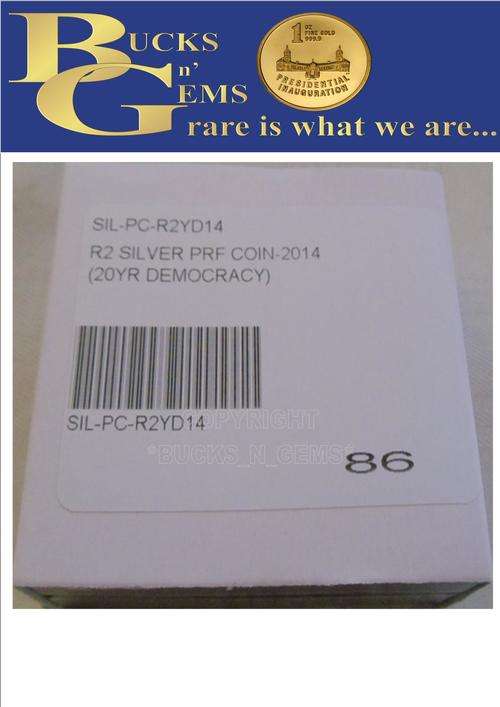 BUCKS
n'
GEMS
rare is what we are...
1 OZ
FINE GOLD
999.9
PRESIDENTIAL
INAUGURATION
SIL-PC-R2YD14
R2 SILVER PRF COIN-2014
(20YR DEMOCRACY)
SIL-PC-R2YD14
COPYRIGHT
*BUCKS_N_GEMS*
86